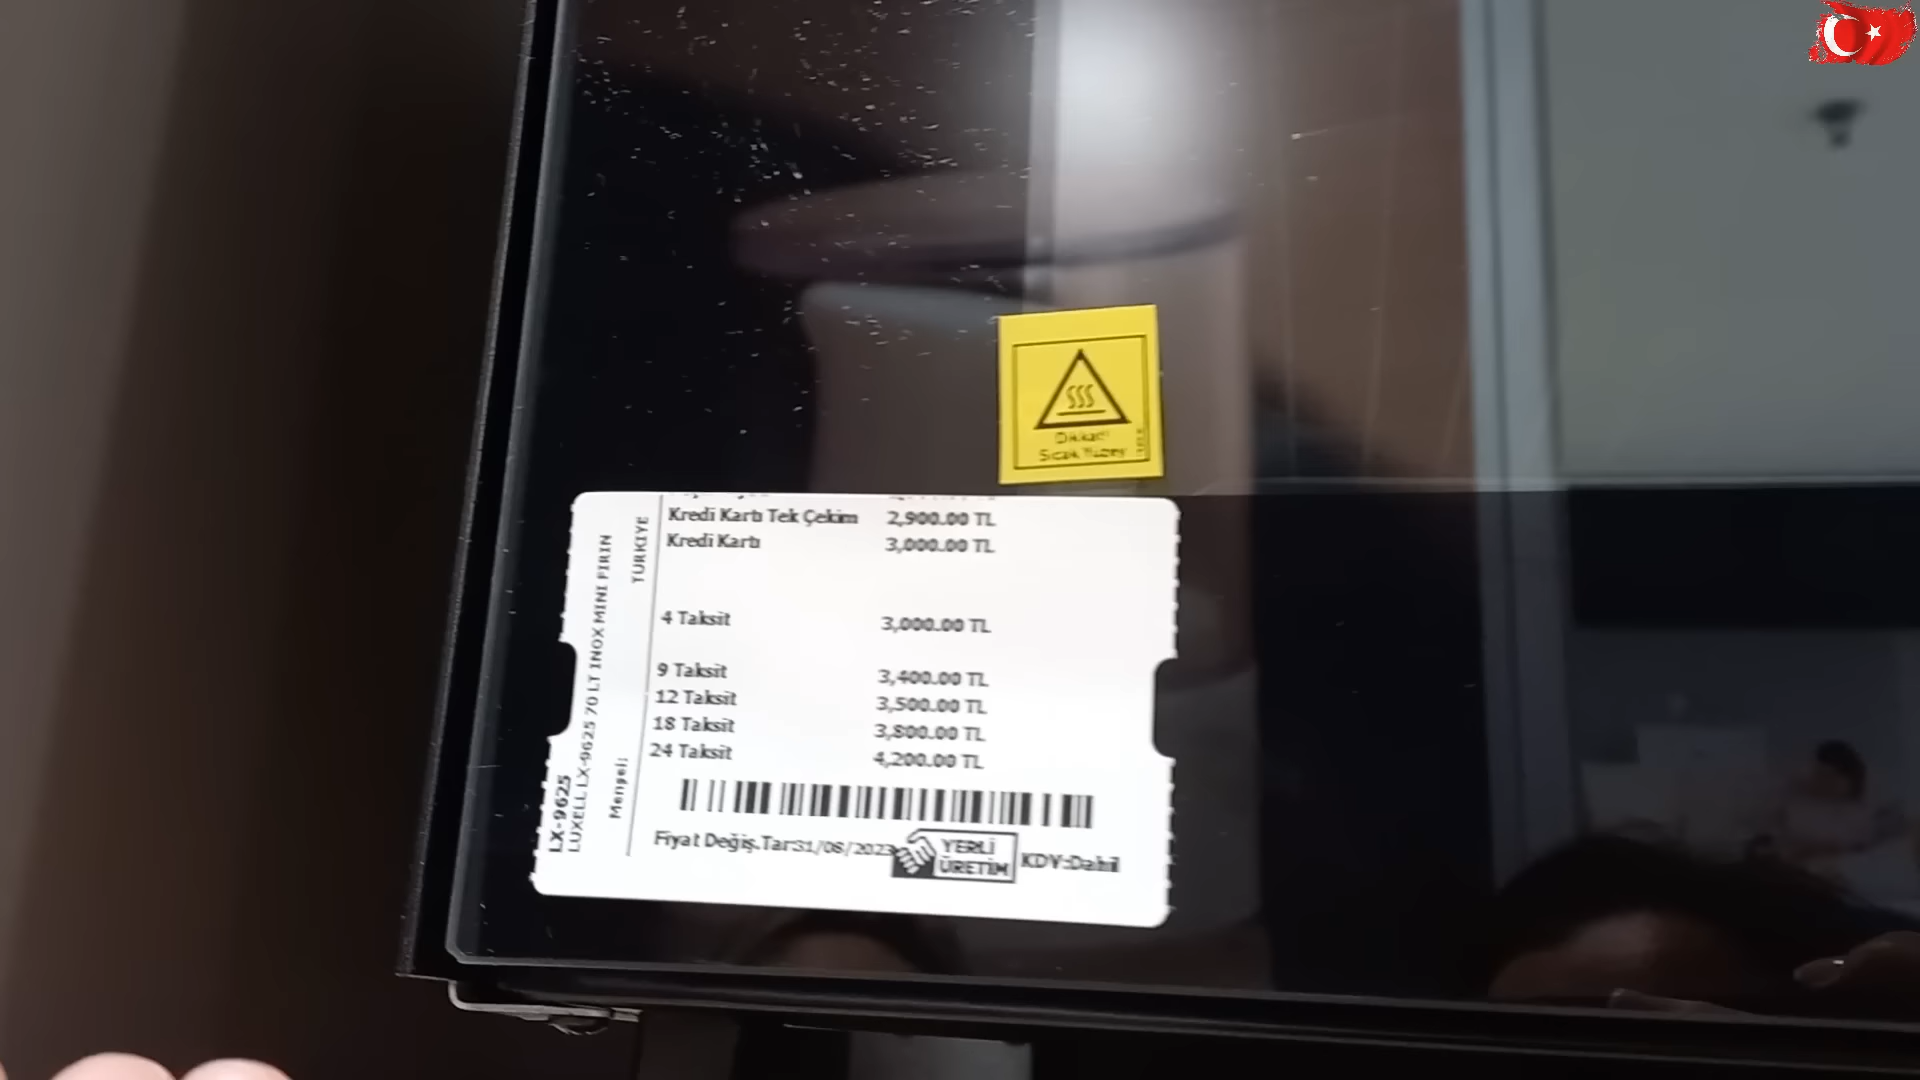 Dikkat!
Sıcak Yüzey
Kredi Kartı Tek Çekim 2,900.00 TL
Kredi Kartı 3,000.00 TL
4 Taksit 3,000.00 TL
9 Taksit 3,400.00 TL
12 Taksit 3,500.00 TL
18 Taksit 3,800.00 TL
24 Taksit 4,200.00 TL
Fiyat Değiş.Tar:31/08/2023
YERLİ
ÜRETİM
KDV:Dahil
LX-9625
LUXELL LX-9625 70 LT INOX MINI FIRIN
Menşei: TÜRKİYE